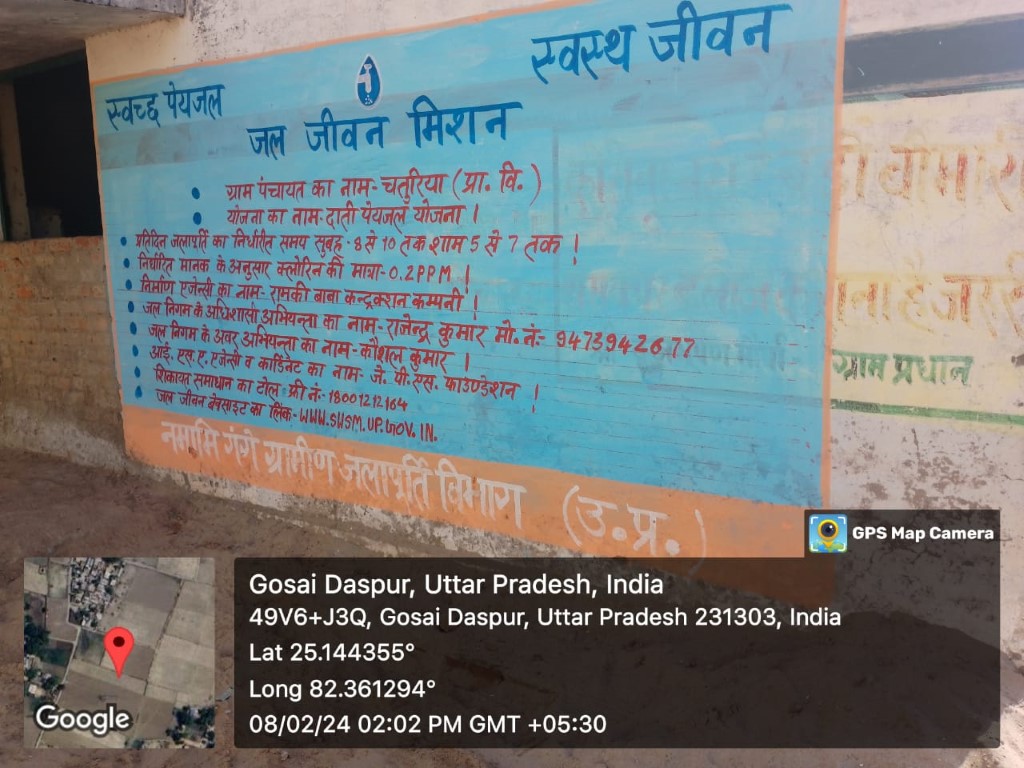 स्वच्छ पेयजल
स्वस्थ जीवन
जल जीवन मिशन
• ग्राम पंचायत का नाम-चतुरिया (प्रा. वि.)
• योजना का नाम-दाती पेयजल योजना ।
• प्रतिदिन जलापूर्ति का निर्धारीत समय सुबह - 8 से 10 तक शाम 5 से 7 तक !
• निर्धारित मानक के अनुसार क्लोरिन की मात्रा-0.2PPM !
• निर्माण एजेन्सी का नाम- रामकी बाबा कन्ट्रक्शन कम्पनी !
• जल निगम के अधिशासी अभियन्ता का नाम-राजेन्द्र कुमार मो.नं:- 9473942677
• जल निगम के अवर अभियन्ता का नाम-कौशल कुमार ।
• आई. एस. ए. एजेन्सी व कार्डिनेट का नाम- जे. पी. एस. फाउण्डेशन !
• शिकायत समाधान का टोल-फ्री नं:-18001212164
• जल जीवन वेबसाइट का लिंक-WWW.SWSM.UP.GOV.IN.
नमामि गंगे ग्रामीण जलापूर्ति विभाग (उ.प्र.)
ग्राम प्रधान
GPS Map Camera
Gosai Daspur, Uttar Pradesh, India
49V6+J3Q, Gosai Daspur, Uttar Pradesh 231303, India
Lat 25.144355°
Long 82.361294°
08/02/24 02:02 PM GMT +05:30
Google